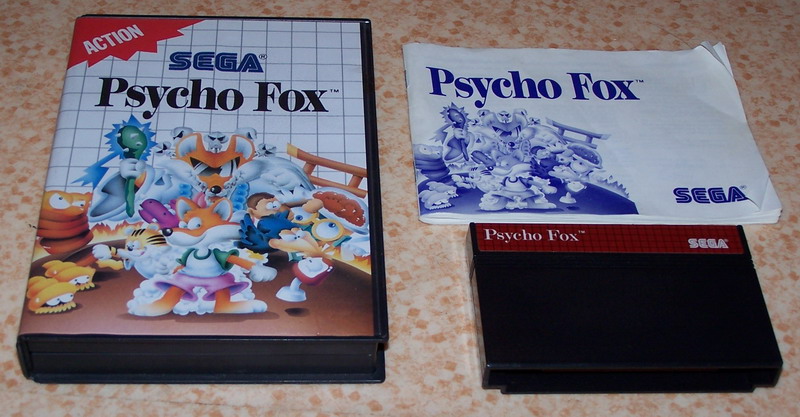 ACTION
SEGA®
Psycho Fox™
Psycho Fox™
SEGA
Psycho Fox™
SEGA®